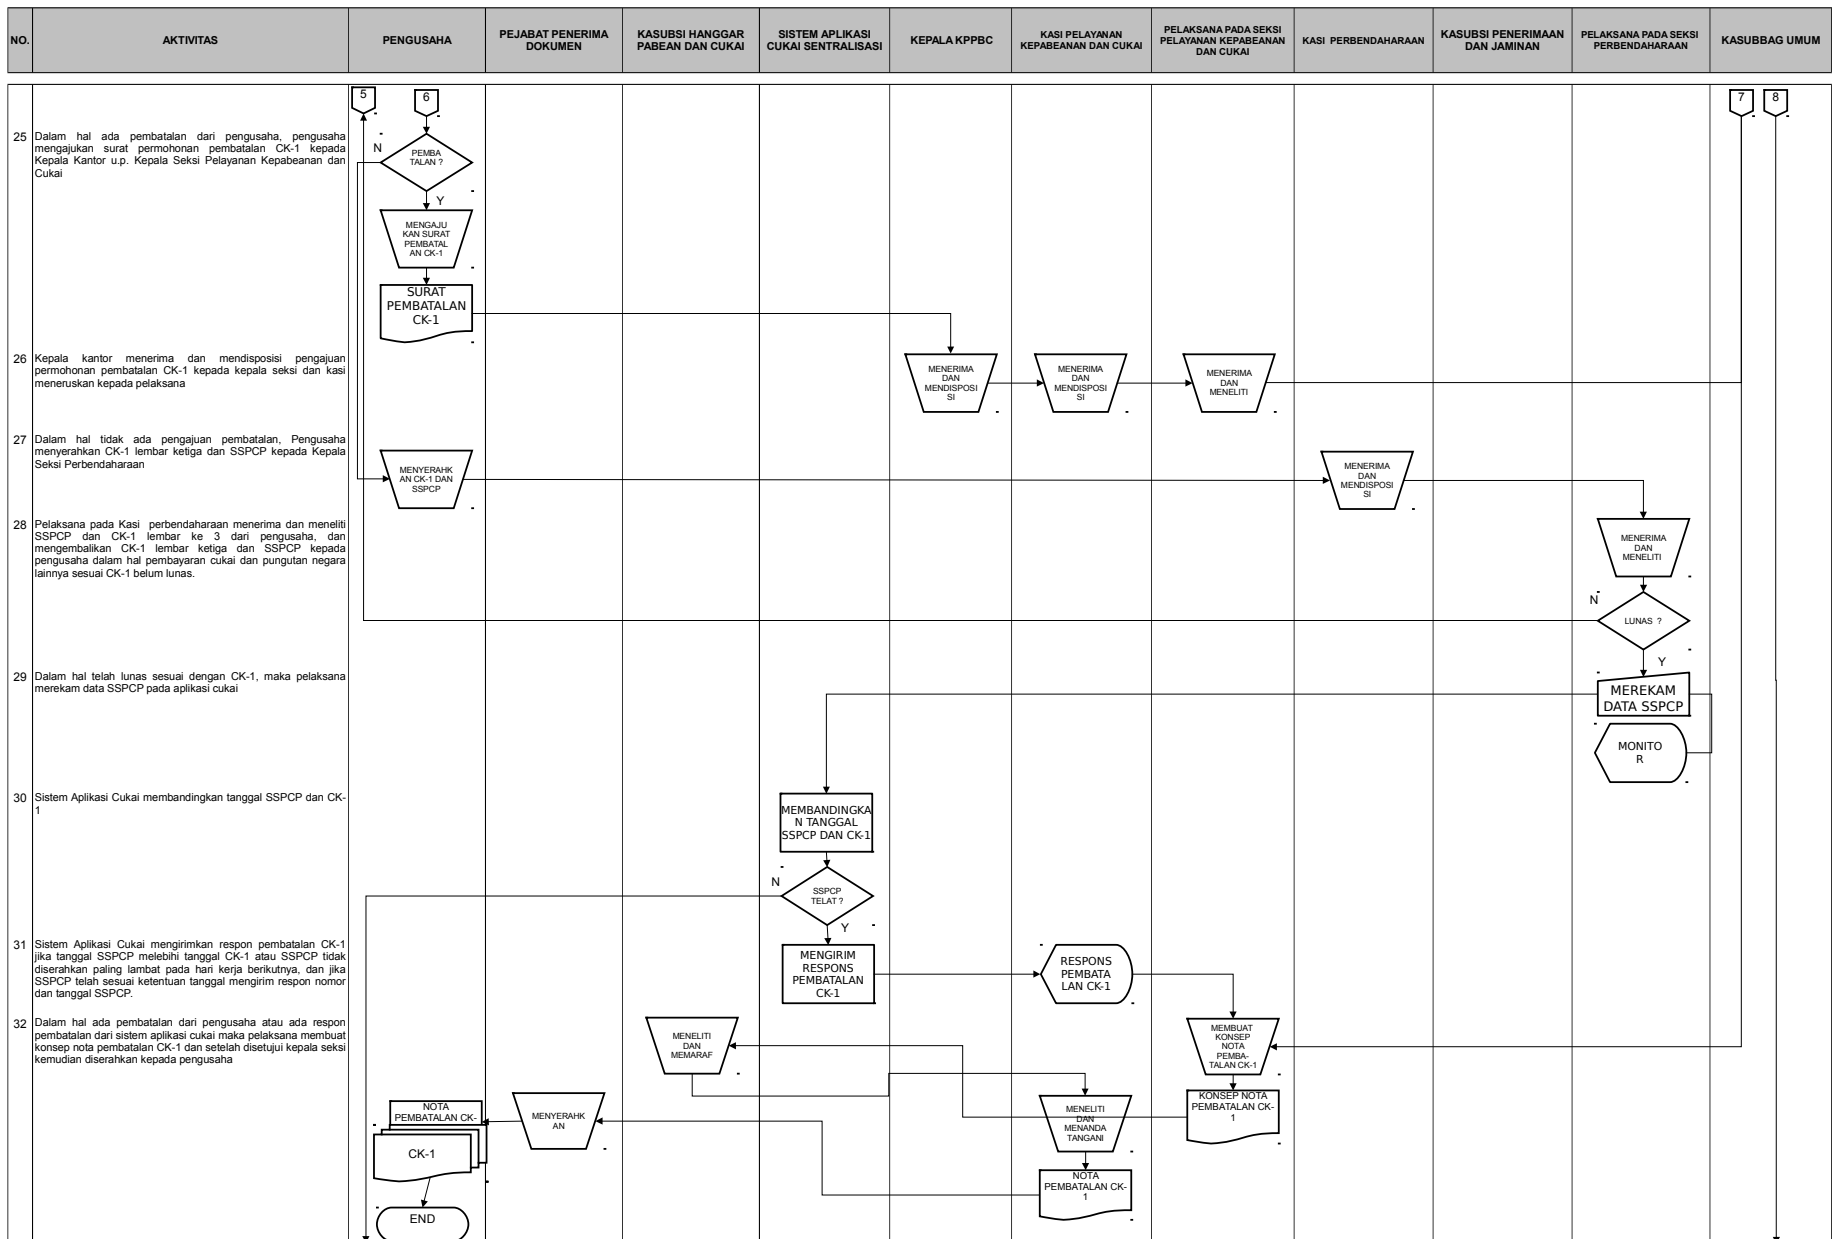 NO.
AKTIVITAS
PENGUSAHA
PEJABAT PENERIMA
DOKUMEN
KASUBSI HANGGAR
PABEAN DAN CUKAI
SISTEM APLIKASI
CUKAI SENTRALISASI
KEPALA KPPBC
KASI PELAYANAN
KEPABEANAN DAN CUKAI
PELAKSANA PADA SEKSI
PELAYANAN KEPABEANAN
DAN CUKAI
KASI PERBENDAHARAAN
KASUBSI PENERIMAAN
DAN JAMINAN
PELAKSANA PADA SEKSI
PERBENDAHARAAN
KASUBBAG UMUM
5
6
7
8
25 Dalam hal ada pembatalan dari pengusaha, pengusaha
mengajukan surat permohonan pembatalan CK-1 kepada
Kepala Kantor u.p. Kepala Seksi Pelayanan Kepabeanan dan
Cukai
N
PEMBA
TALAN ?
Y
MENGAJU
KAN SURAT
PEMBATAL
AN CK-1
SURAT
PEMBATALAN
CK-1
26 Kepala kantor menerima dan mendisposisi pengajuan
permohonan pembatalan CK-1 kepada kepala seksi dan kasi
meneruskan kepada pelaksana
MENERIMA
DAN
MENDISPOSI
SI
MENERIMA
DAN
MENDISPOSI
SI
MENERIMA
DAN
MENELITI
27 Dalam hal tidak ada pengajuan pembatalan, Pengusaha
menyerahkan CK-1 lembar ketiga dan SSPCP kepada Kepala
Seksi Perbendaharaan
MENYERAHK
AN CK-1 DAN
SSPCP
MENERIMA
DAN
MENDISPOSI
SI
28 Pelaksana pada Kasi perbendaharaan menerima dan meneliti
SSPCP dan CK-1 lembar ke 3 dari pengusaha, dan
mengembalikan CK-1 lembar ketiga dan SSPCP kepada
pengusaha dalam hal pembayaran cukai dan pungutan negara
lainnya sesuai CK-1 belum lunas.
MENERIMA
DAN
MENELITI
N
LUNAS ?
Y
29 Dalam hal telah lunas sesuai dengan CK-1, maka pelaksana
merekam data SSPCP pada aplikasi cukai
MEREKAM
DATA SSPCP
MONITO
R
30 Sistem Aplikasi Cukai membandingkan tanggal SSPCP dan CK-
1
MEMBANDINGKA
N TANGGAL
SSPCP DAN CK-1
N
SSPCP
TELAT ?
Y
31 Sistem Aplikasi Cukai mengirimkan respon pembatalan CK-1
jika tanggal SSPCP melebihi tanggal CK-1 atau SSPCP tidak
diserahkan paling lambat pada hari kerja berikutnya, dan jika
SSPCP telah sesuai ketentuan tanggal mengirim respon nomor
dan tanggal SSPCP.
MENGIRIM
RESPONS
PEMBATALAN
CK-1
RESPONS
PEMBATA
LAN CK-1
32 Dalam hal ada pembatalan dari pengusaha atau ada respon
pembatalan dari sistem aplikasi cukai maka pelaksana membuat
konsep nota pembatalan CK-1 dan setelah disetujui kepala seksi
kemudian diserahkan kepada pengusaha
MENELITI
DAN
MEMARAF
MEMBUAT
KONSEP
NOTA
PEMBA-
TALAN CK-1
KONSEP NOTA
PEMBATALAN CK-
1
MENELITI
DAN
MENANDA
TANGANI
NOTA
PEMBATALAN CK-
1
MENYERAHK
AN
NOTA
PEMBATALAN CK-
CK-1
END